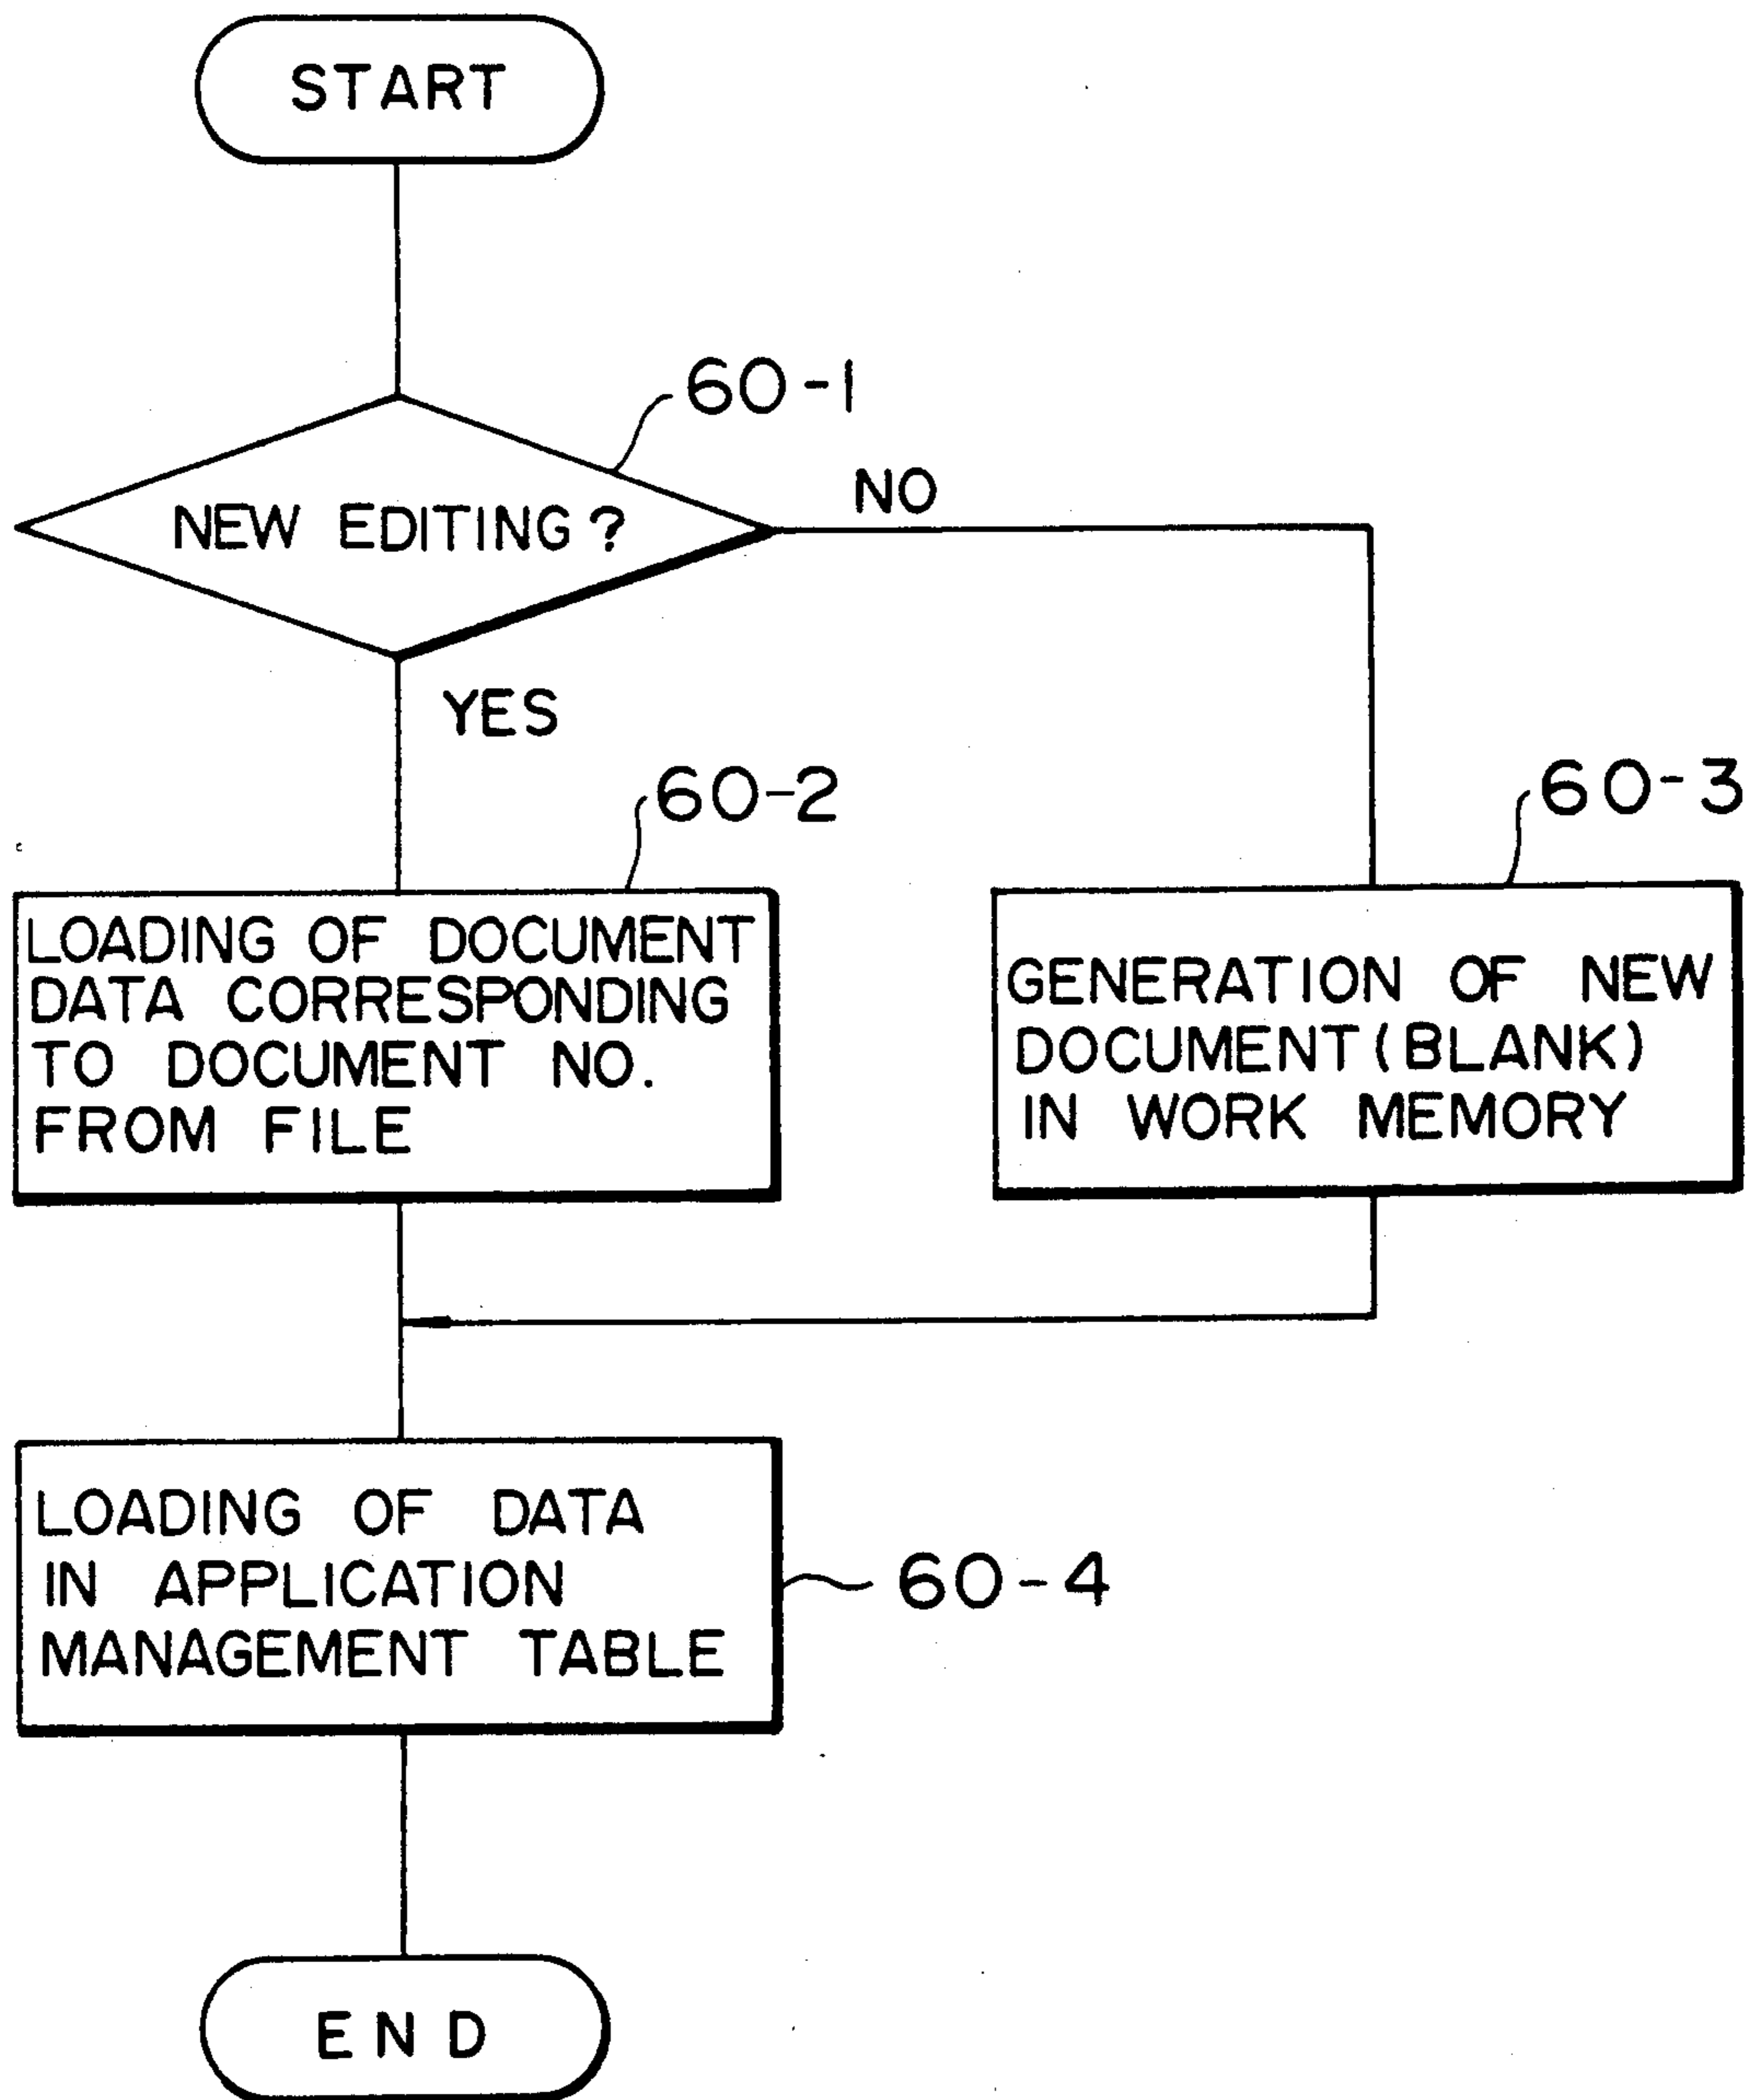 START
60-1
NEW EDITING?
NO
YES
60-2
LOADING OF DOCUMENT
DATA CORRESPONDING
TO DOCUMENT NO.
FROM FILE
60-3
GENERATION OF NEW
DOCUMENT (BLANK)
IN WORK MEMORY
LOADING OF DATA
IN APPLICATION
MANAGEMENT TABLE
60-4
END